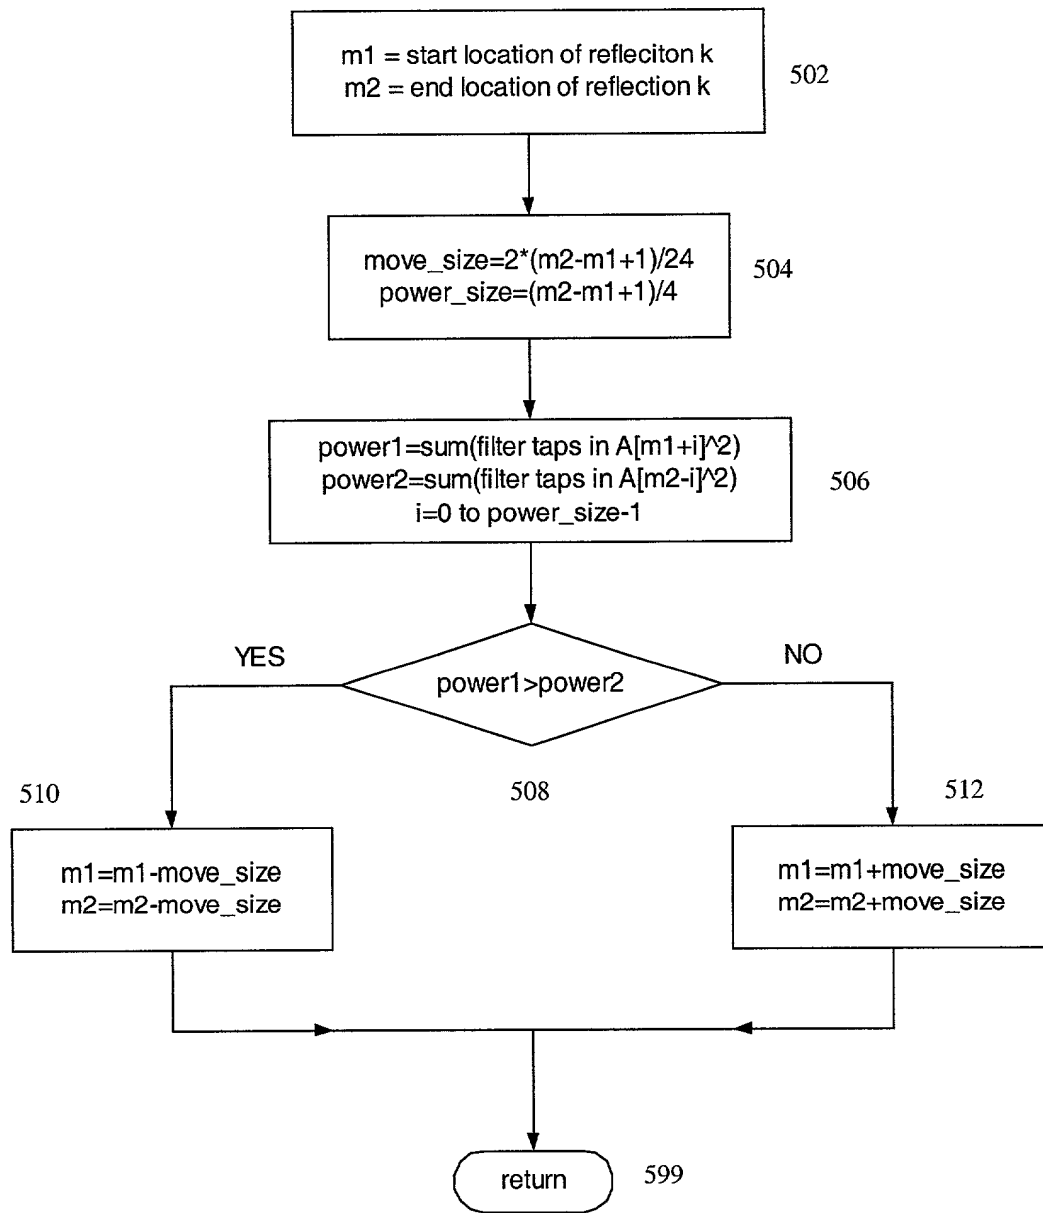 m1 = start location of refleciton k
m2 = end location of reflection k
502
move_size=2*(m2-m1+1)/24
power_size=(m2-m1+1)/4
504
power1=sum(filter taps in A[m1+i]^2)
power2=sum(filter taps in A[m2-i]^2)
i=0 to power_size-1
506
YES
NO
power1>power2
508
510
512
m1=m1-move_size
m2=m2-move_size
m1=m1+move_size
m2=m2+move_size
return
599